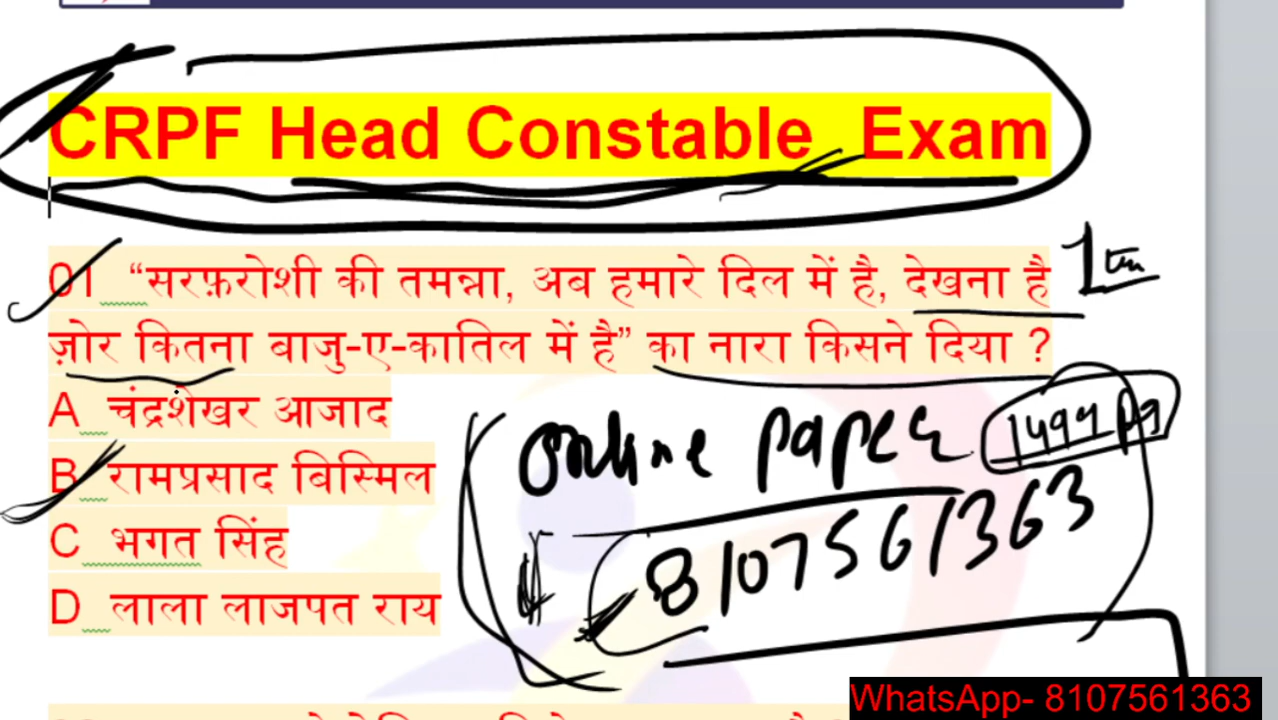 CRPF Head Constable Exam
01 “सरफ़रोशी की तमन्ना, अब हमारे दिल में है, देखना है
ज़ोर कितना बाजु-ए-कातिल में है” का नारा किसने दिया ?
A चंद्रशेखर आजाद
B रामप्रसाद बिस्मिल
C भगत सिंह
D लाला लाजपत राय
online paper
8107561363
WhatsApp- 8107561363